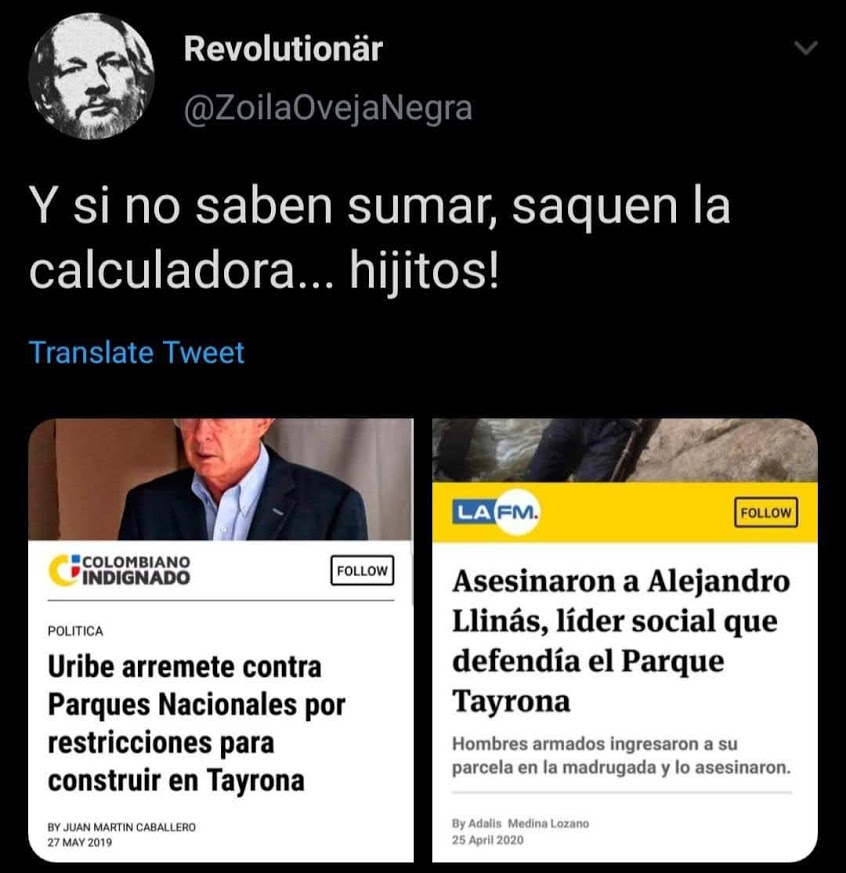 Revolutionär
@ZoilaOvejaNegra
Y si no saben sumar, saquen la
calculadora... hijitos!
Translate Tweet
COLOMBIANO
INDIGNADO
FOLLOW
POLITICA
Uribe arremete contra
Parques Nacionales por
restricciones para
construir en Tayrona
BY JUAN MARTIN CABALLERO
27 MAY 2019
LA FM.
FOLLOW
Asesinaron a Alejandro
Llinás, líder social que
defendía el Parque
Tayrona
Hombres armados ingresaron a su
parcela en la madrugada y lo asesinaron.
By Adalis Medina Lozano
25 April 2020